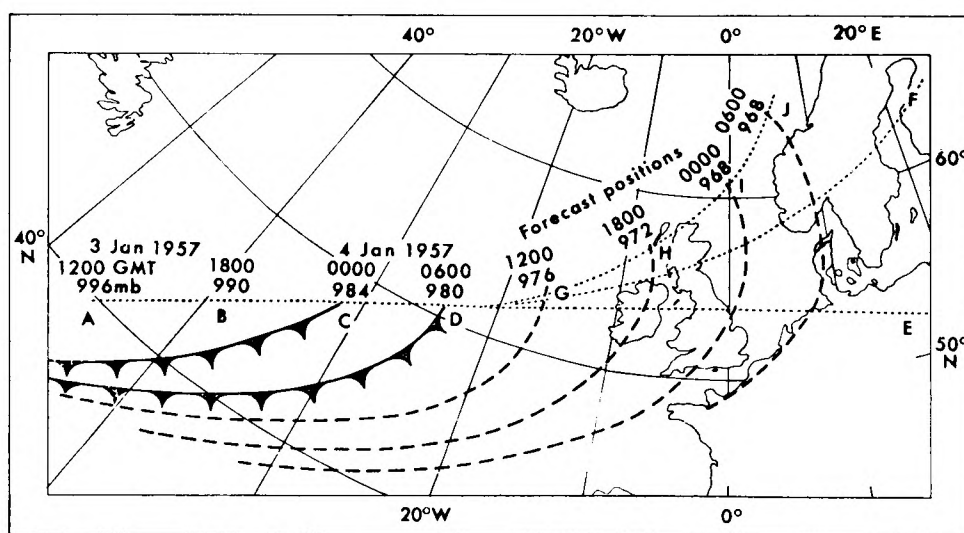 40° 20°W 0° 20°E
Forecast positions
0600
968
J
F
0000
968
60°
N
40°
N
3 Jan 1957
4 Jan 1957
1200 GMT
996mb
1800
990
0000
984
0600
980
1200
976
1800
972
H
G
A
B
C
D
E
50°
N
20°W 0°